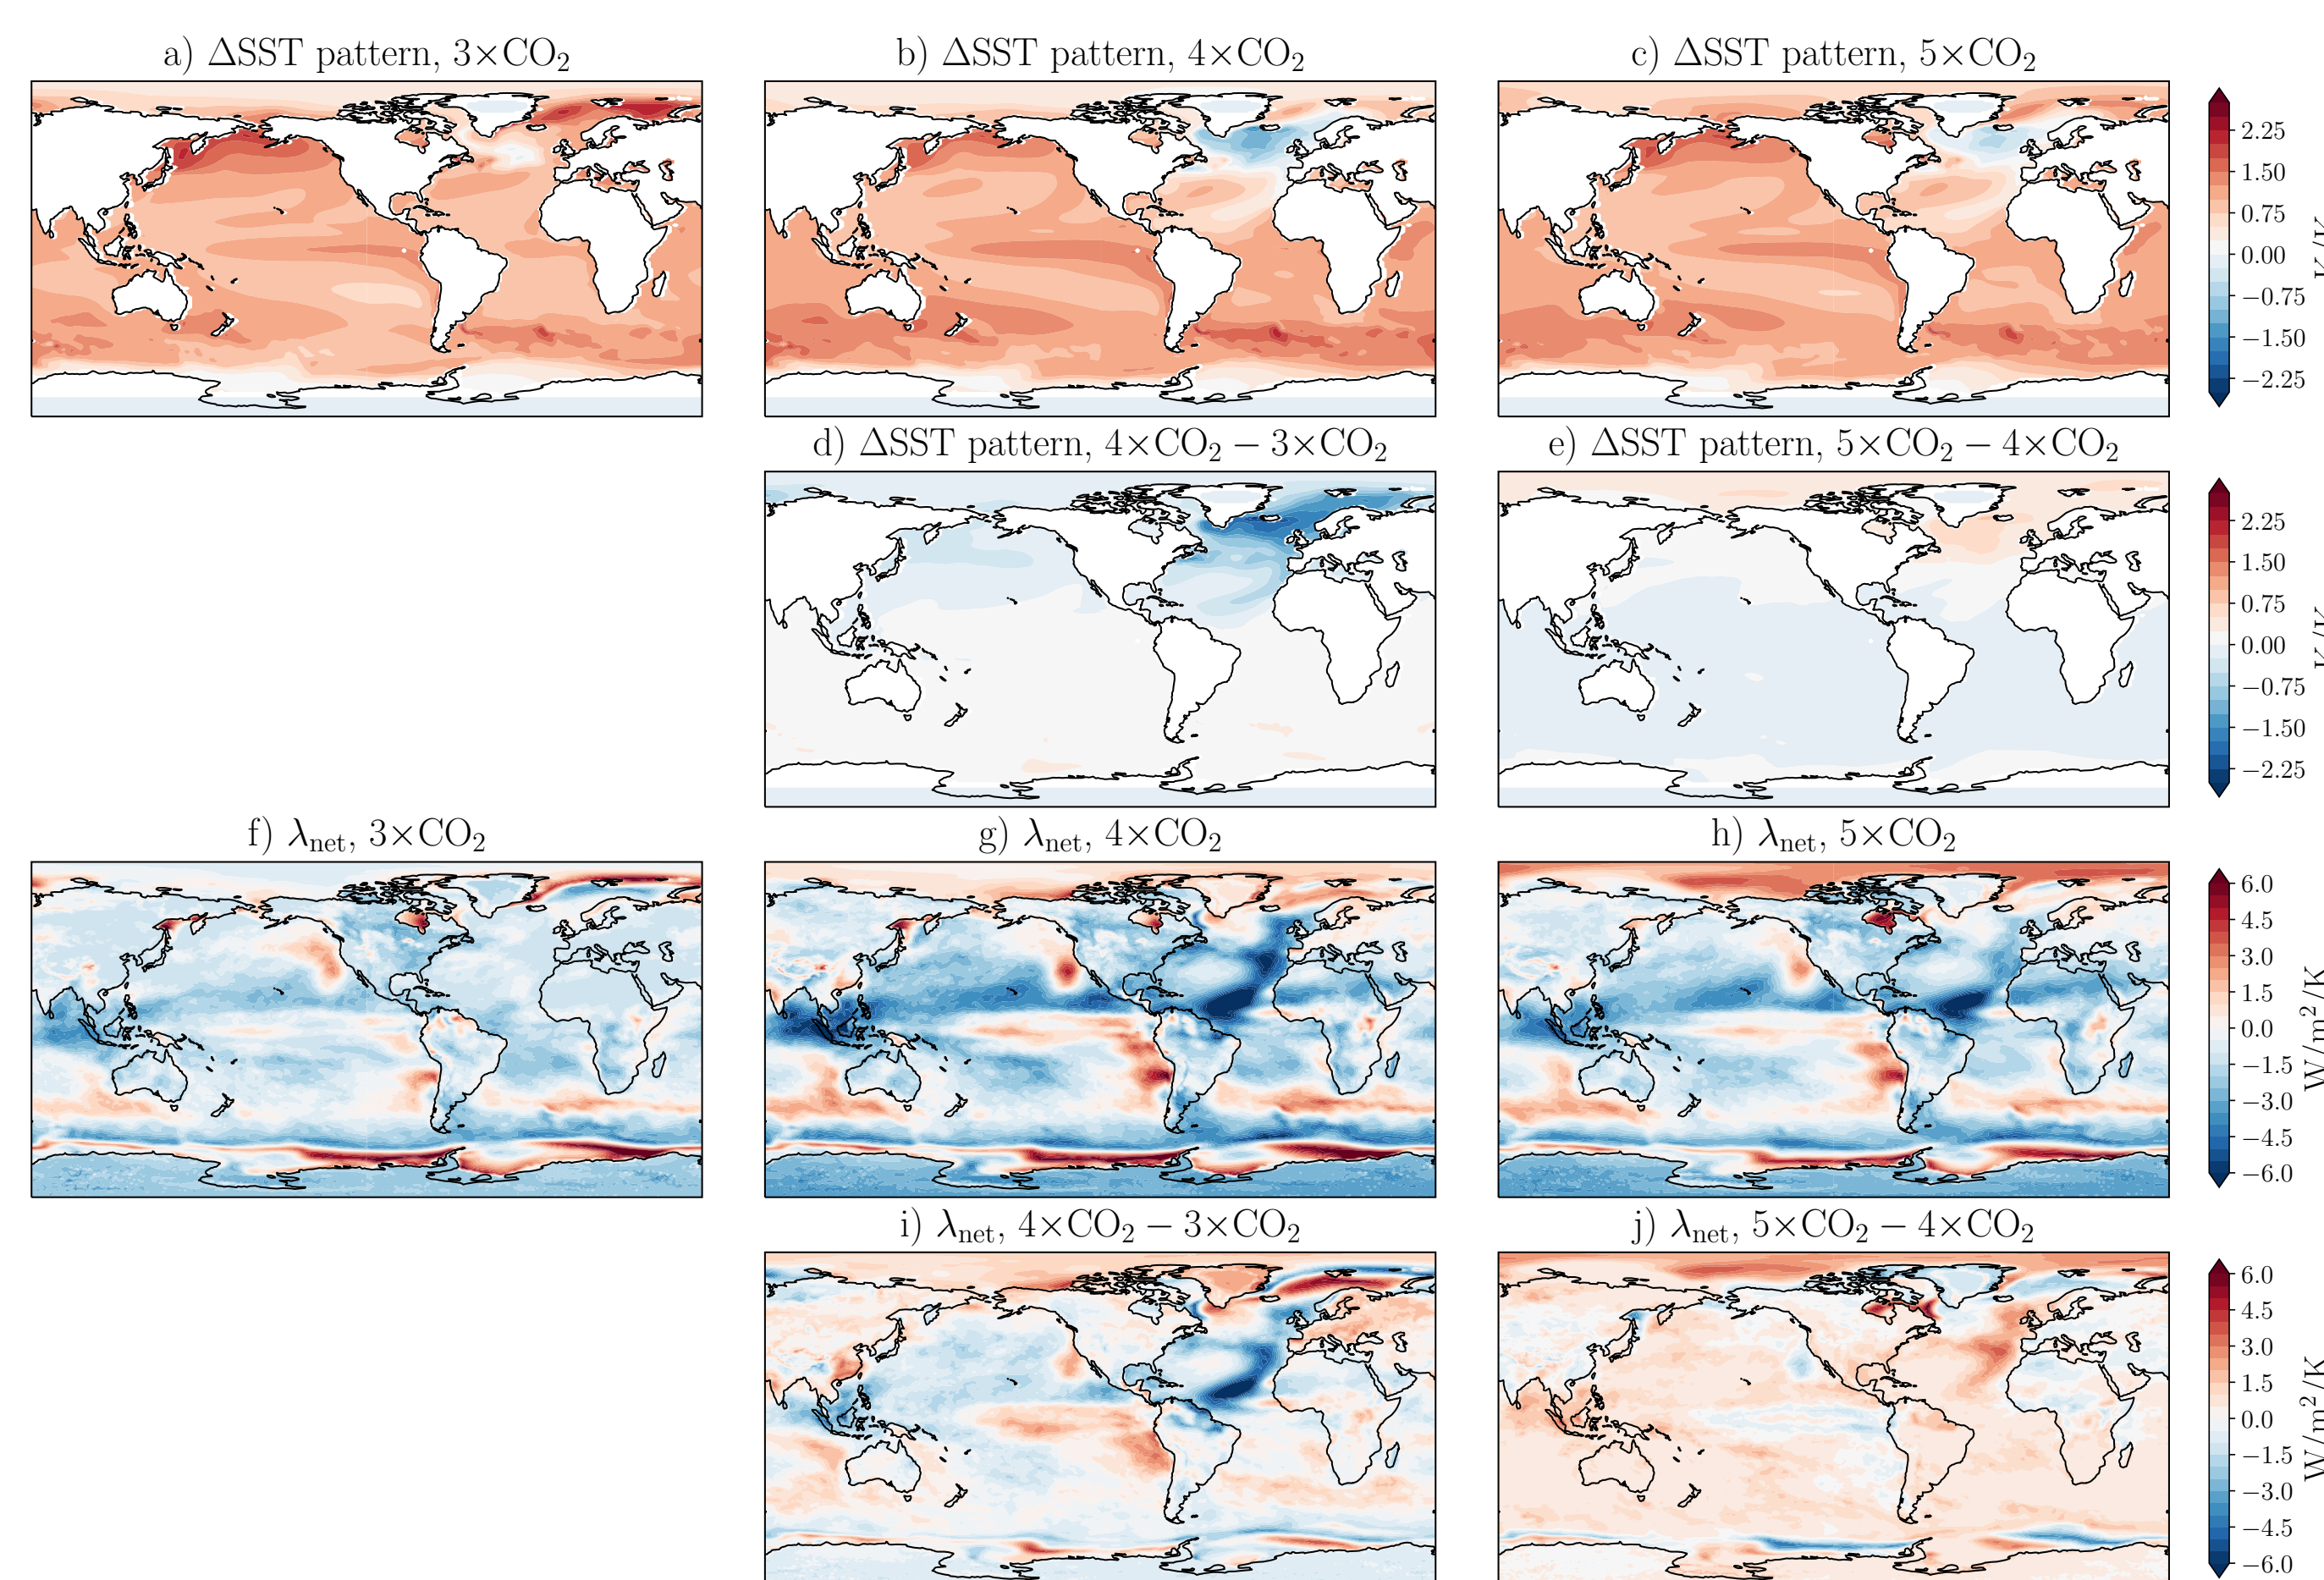 a) ΔSST pattern, 3×CO₂
b) ΔSST pattern, 4×CO₂
c) ΔSST pattern, 5×CO₂
2.25
1.50
0.75
0.00
−0.75
−1.50
−2.25
K/K
d) ΔSST pattern, 4×CO₂ − 3×CO₂
e) ΔSST pattern, 5×CO₂ − 4×CO₂
2.25
1.50
0.75
0.00
−0.75
−1.50
−2.25
K/K
f) λnet, 3×CO₂
g) λnet, 4×CO₂
h) λnet, 5×CO₂
6.0
4.5
3.0
1.5
0.0
−1.5
−3.0
−4.5
−6.0
W/m²/K
i) λnet, 4×CO₂ − 3×CO₂
j) λnet, 5×CO₂ − 4×CO₂
6.0
4.5
3.0
1.5
0.0
−1.5
−3.0
−4.5
−6.0
W/m²/K